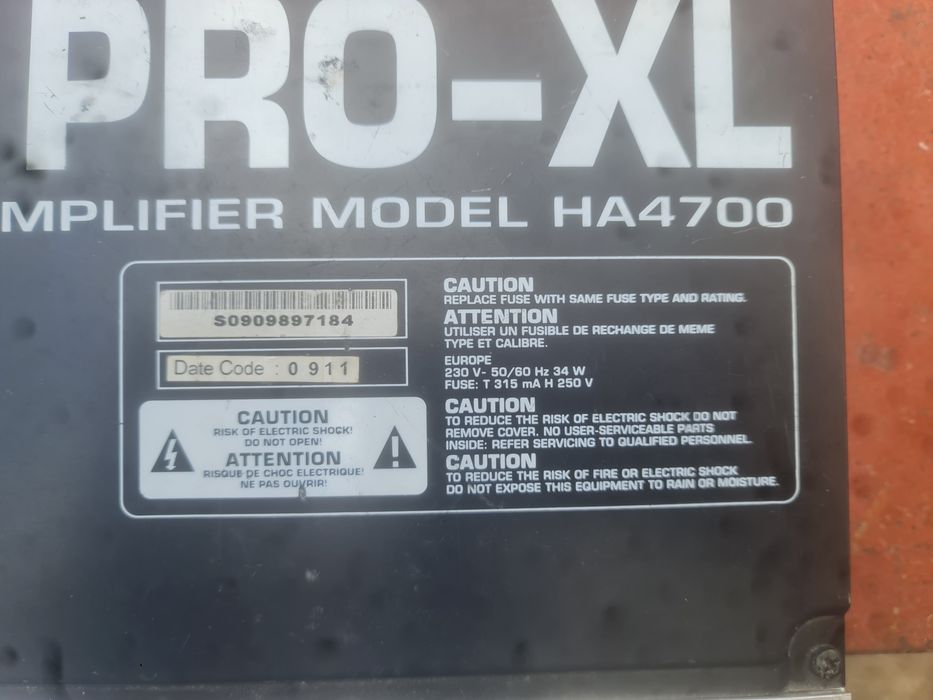 PRO-XL
MPLIFIER MODEL HA4700
S0909897184
Date Code : 0 911
CAUTION
RISK OF ELECTRIC SHOCK!
DO NOT OPEN!
ATTENTION
RISQUE DE CHOC ELECTRIQUE!
NE PAS OUVRIR!
CAUTION
REPLACE FUSE WITH SAME FUSE TYPE AND RATING.
ATTENTION
UTILISER UN FUSIBLE DE RECHANGE DE MEME
TYPE ET CALIBRE.
EUROPE
230 V~ 50/60 Hz 34 W
FUSE: T 315 mA H 250 V
CAUTION
TO REDUCE THE RISK OF ELECTRIC SHOCK DO NOT
REMOVE COVER. NO USER-SERVICEABLE PARTS
INSIDE: REFER SERVICING TO QUALIFIED PERSONNEL.
CAUTION
TO REDUCE THE RISK OF FIRE OR ELECTRIC SHOCK
DO NOT EXPOSE THIS EQUIPMENT TO RAIN OR MOISTURE.